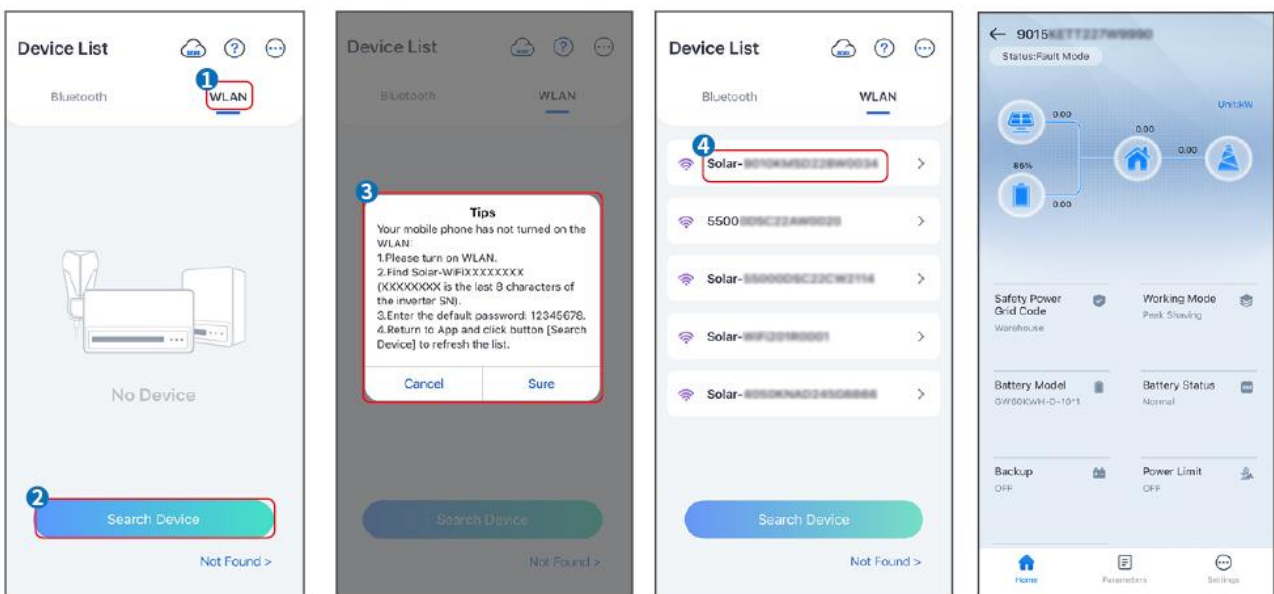 Device List
Bluetooth
1
WLAN
No Device
2
Search Device
Not Found >
Device List
Bluetooth
WLAN
3
Tips
Your mobile phone has not turned on the
WLAN:
1.Please turn on WLAN.
2.Find Solar-WiFiXXXXXXXX
(XXXXXXXX is the last 8 characters of
the inverter SN).
3.Enter the default password: 12345678.
4.Return to App and click button [Search
Device] to refresh the list.
Cancel
Sure
Search Device
Not Found >
Device List
Bluetooth
WLAN
4
Solar-
5500
Solar-
Solar-
Solar-
Search Device
Not Found >
9015
Status:Fault Mode
Unit:kW
0.00
0.00
0.00
86%
0.00
Safety Power
Grid Code
Warehouse
Working Mode
Peak Shaving
Battery Model
GW60KWH-D-10*1
Battery Status
Normal
Backup
OFF
Power Limit
OFF
Home
Parameters
Settings